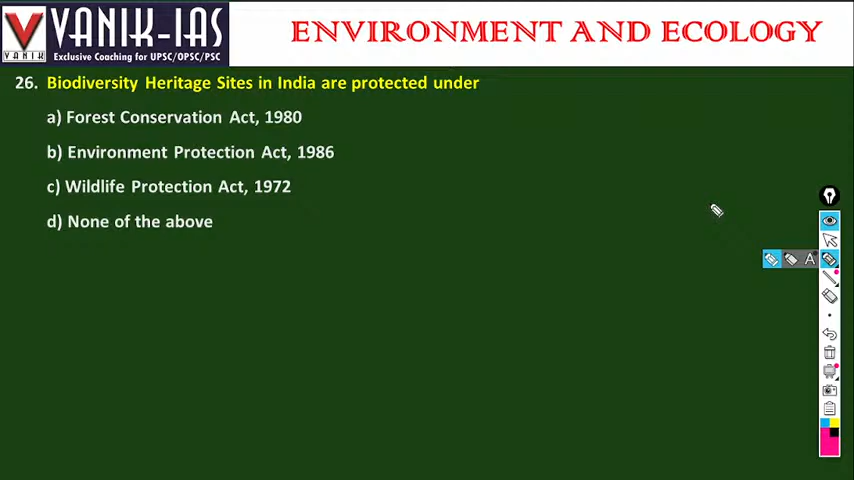 VANIK-IAS
Exclusive Coaching for UPSC/OPSC/PSC
VANIK
ENVIRONMENT AND ECOLOGY
26. Biodiversity Heritage Sites in India are protected under
a) Forest Conservation Act, 1980
b) Environment Protection Act, 1986
c) Wildlife Protection Act, 1972
d) None of the above
A